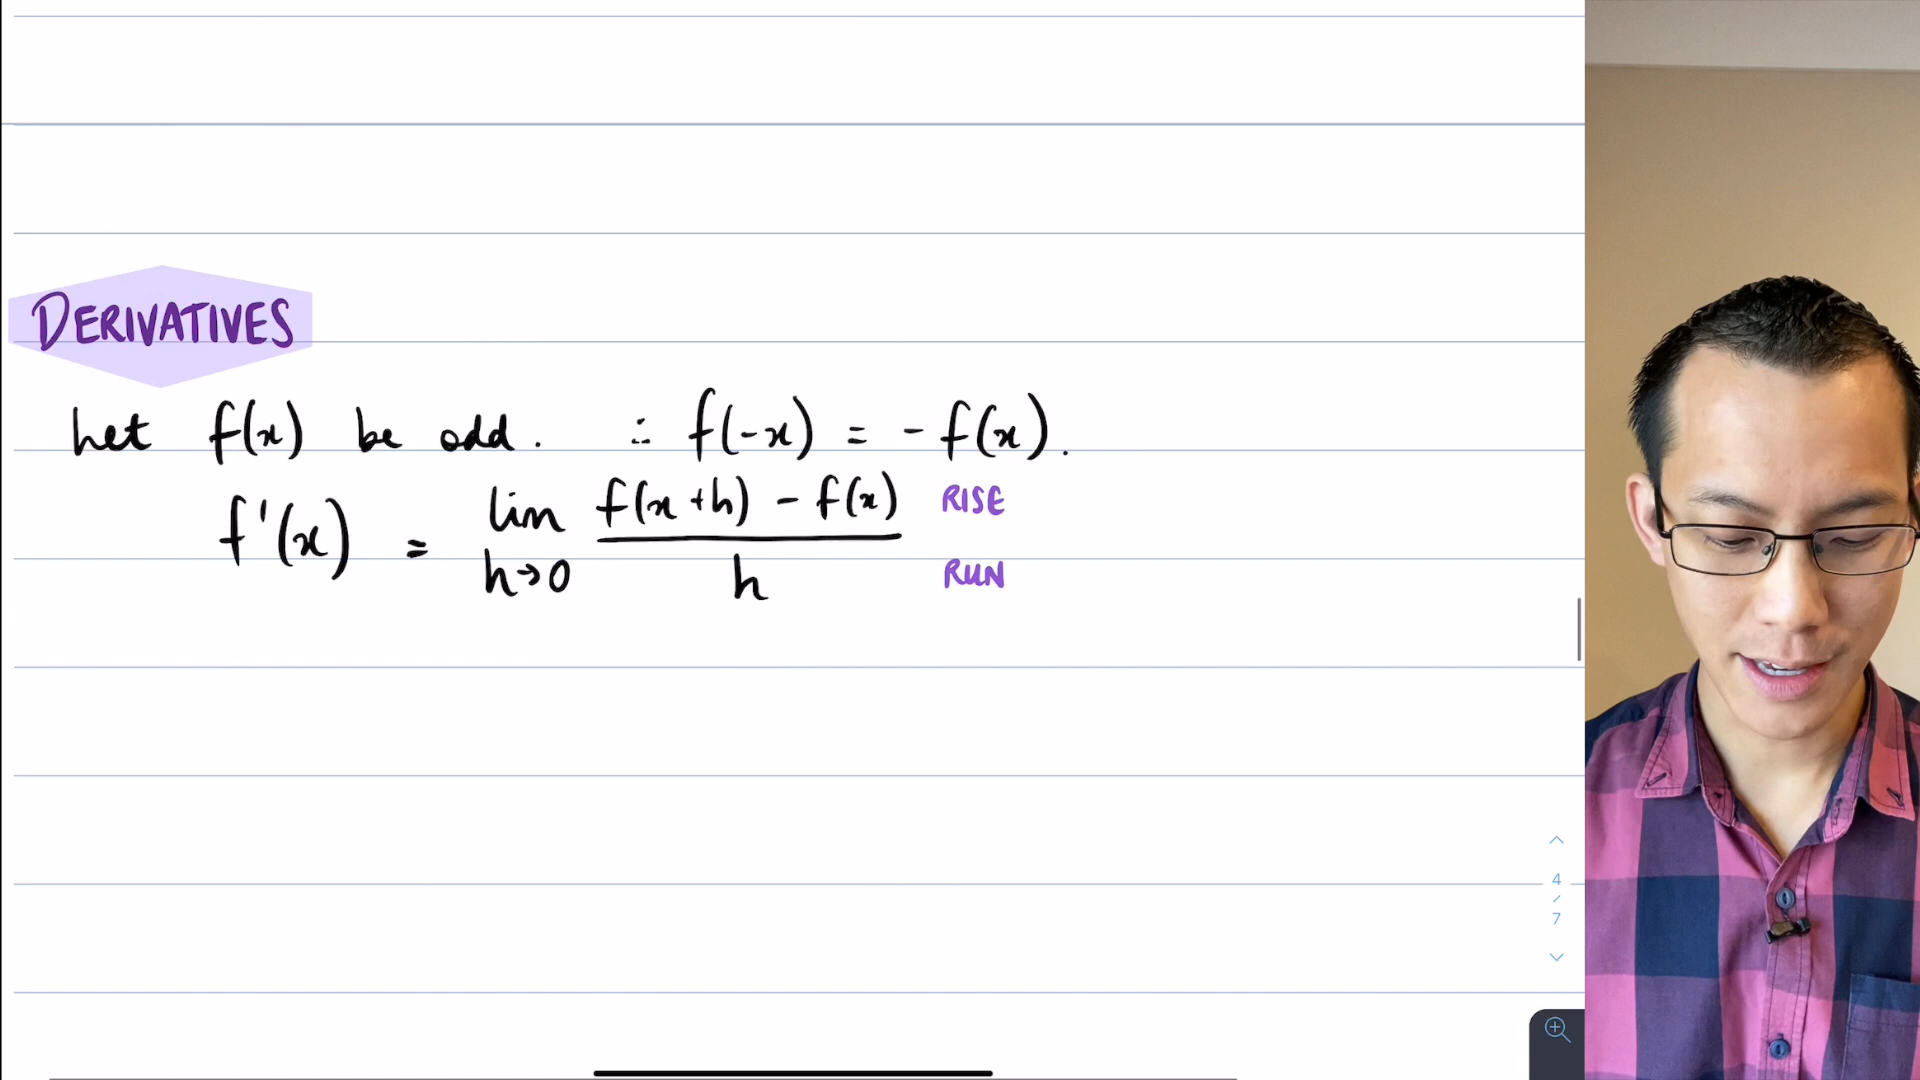 DERIVATIVES
Let f(x) be odd. ∴ f(-x) = - f(x).
f'(x) = lim h→0 f(x+h) - f(x) / h
RISE
RUN
4
/
7